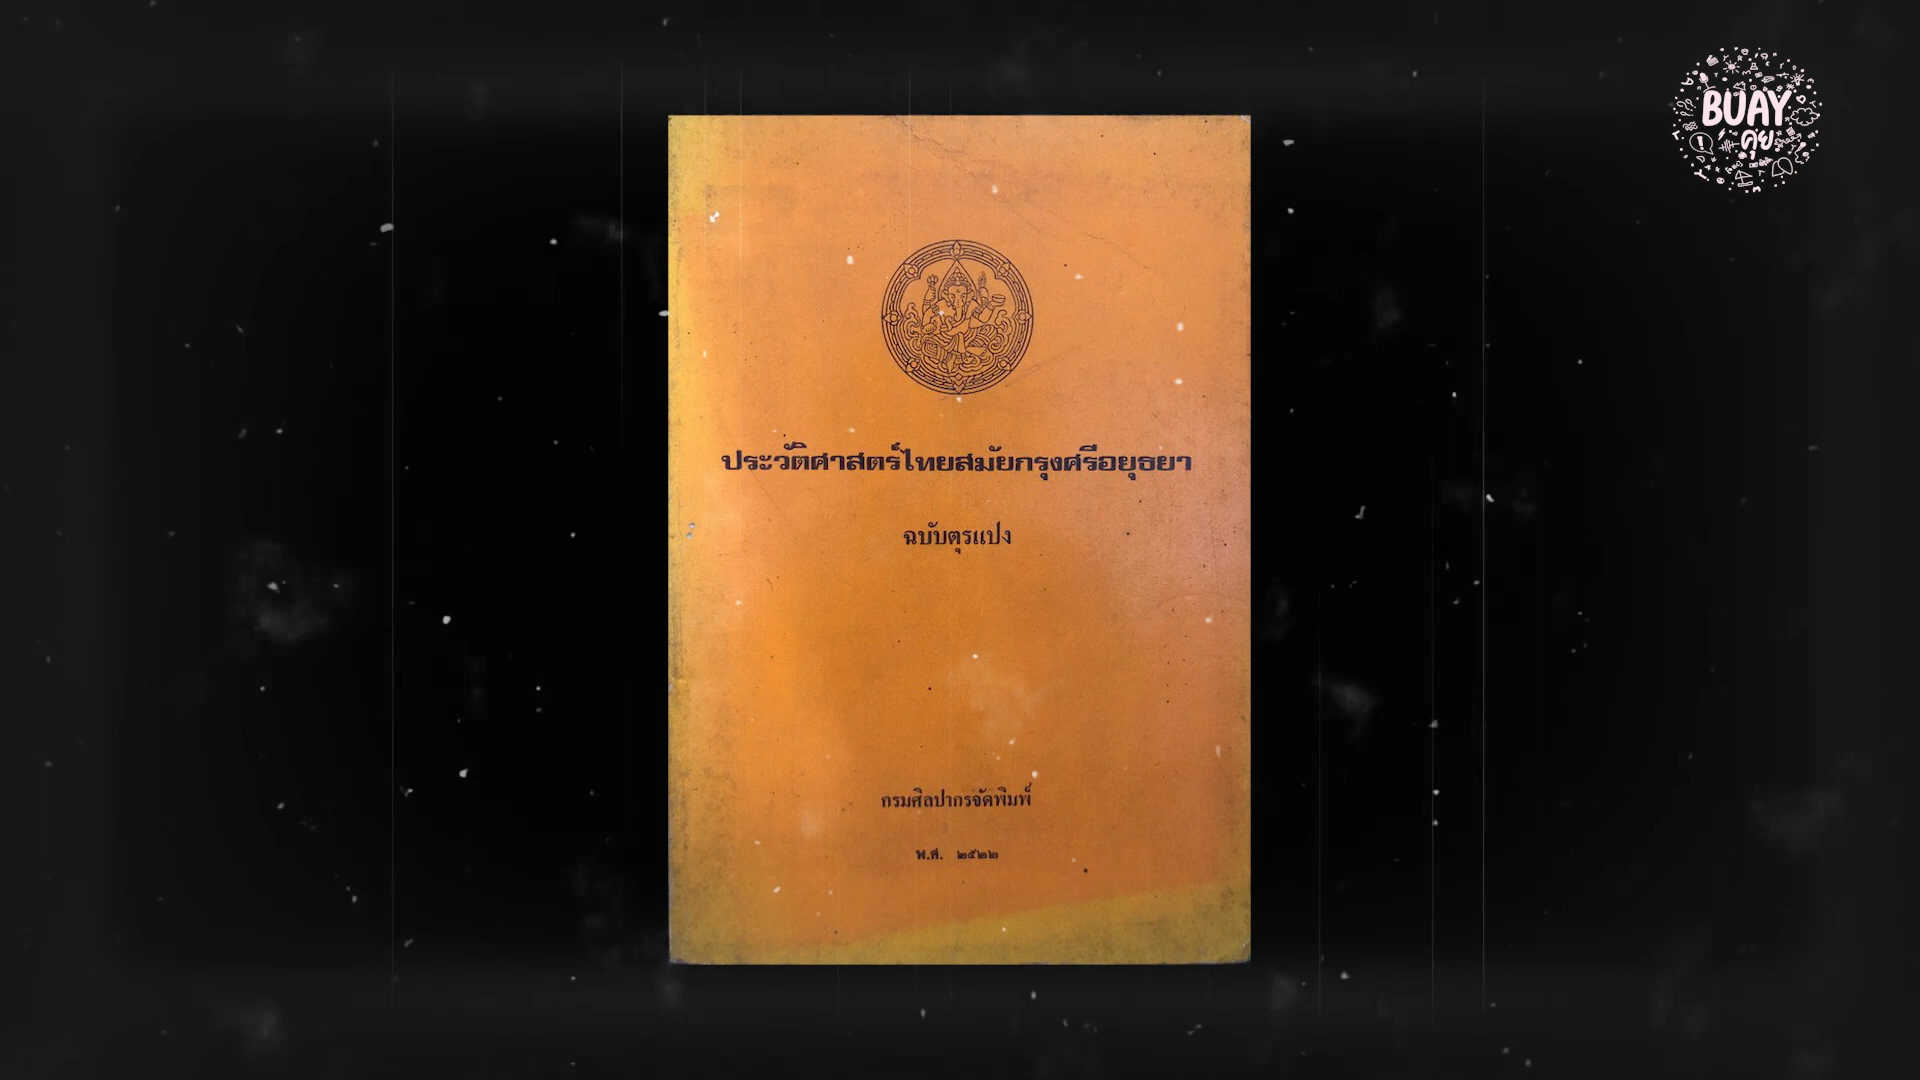 BUAY
คุย
ประวัติศาสตร์ไทยสมัยกรุงศรีอยุธยา
ฉบับตุรแปง
กรมศิลปากรจัดพิมพ์
พ.ศ. ๒๕๒๒